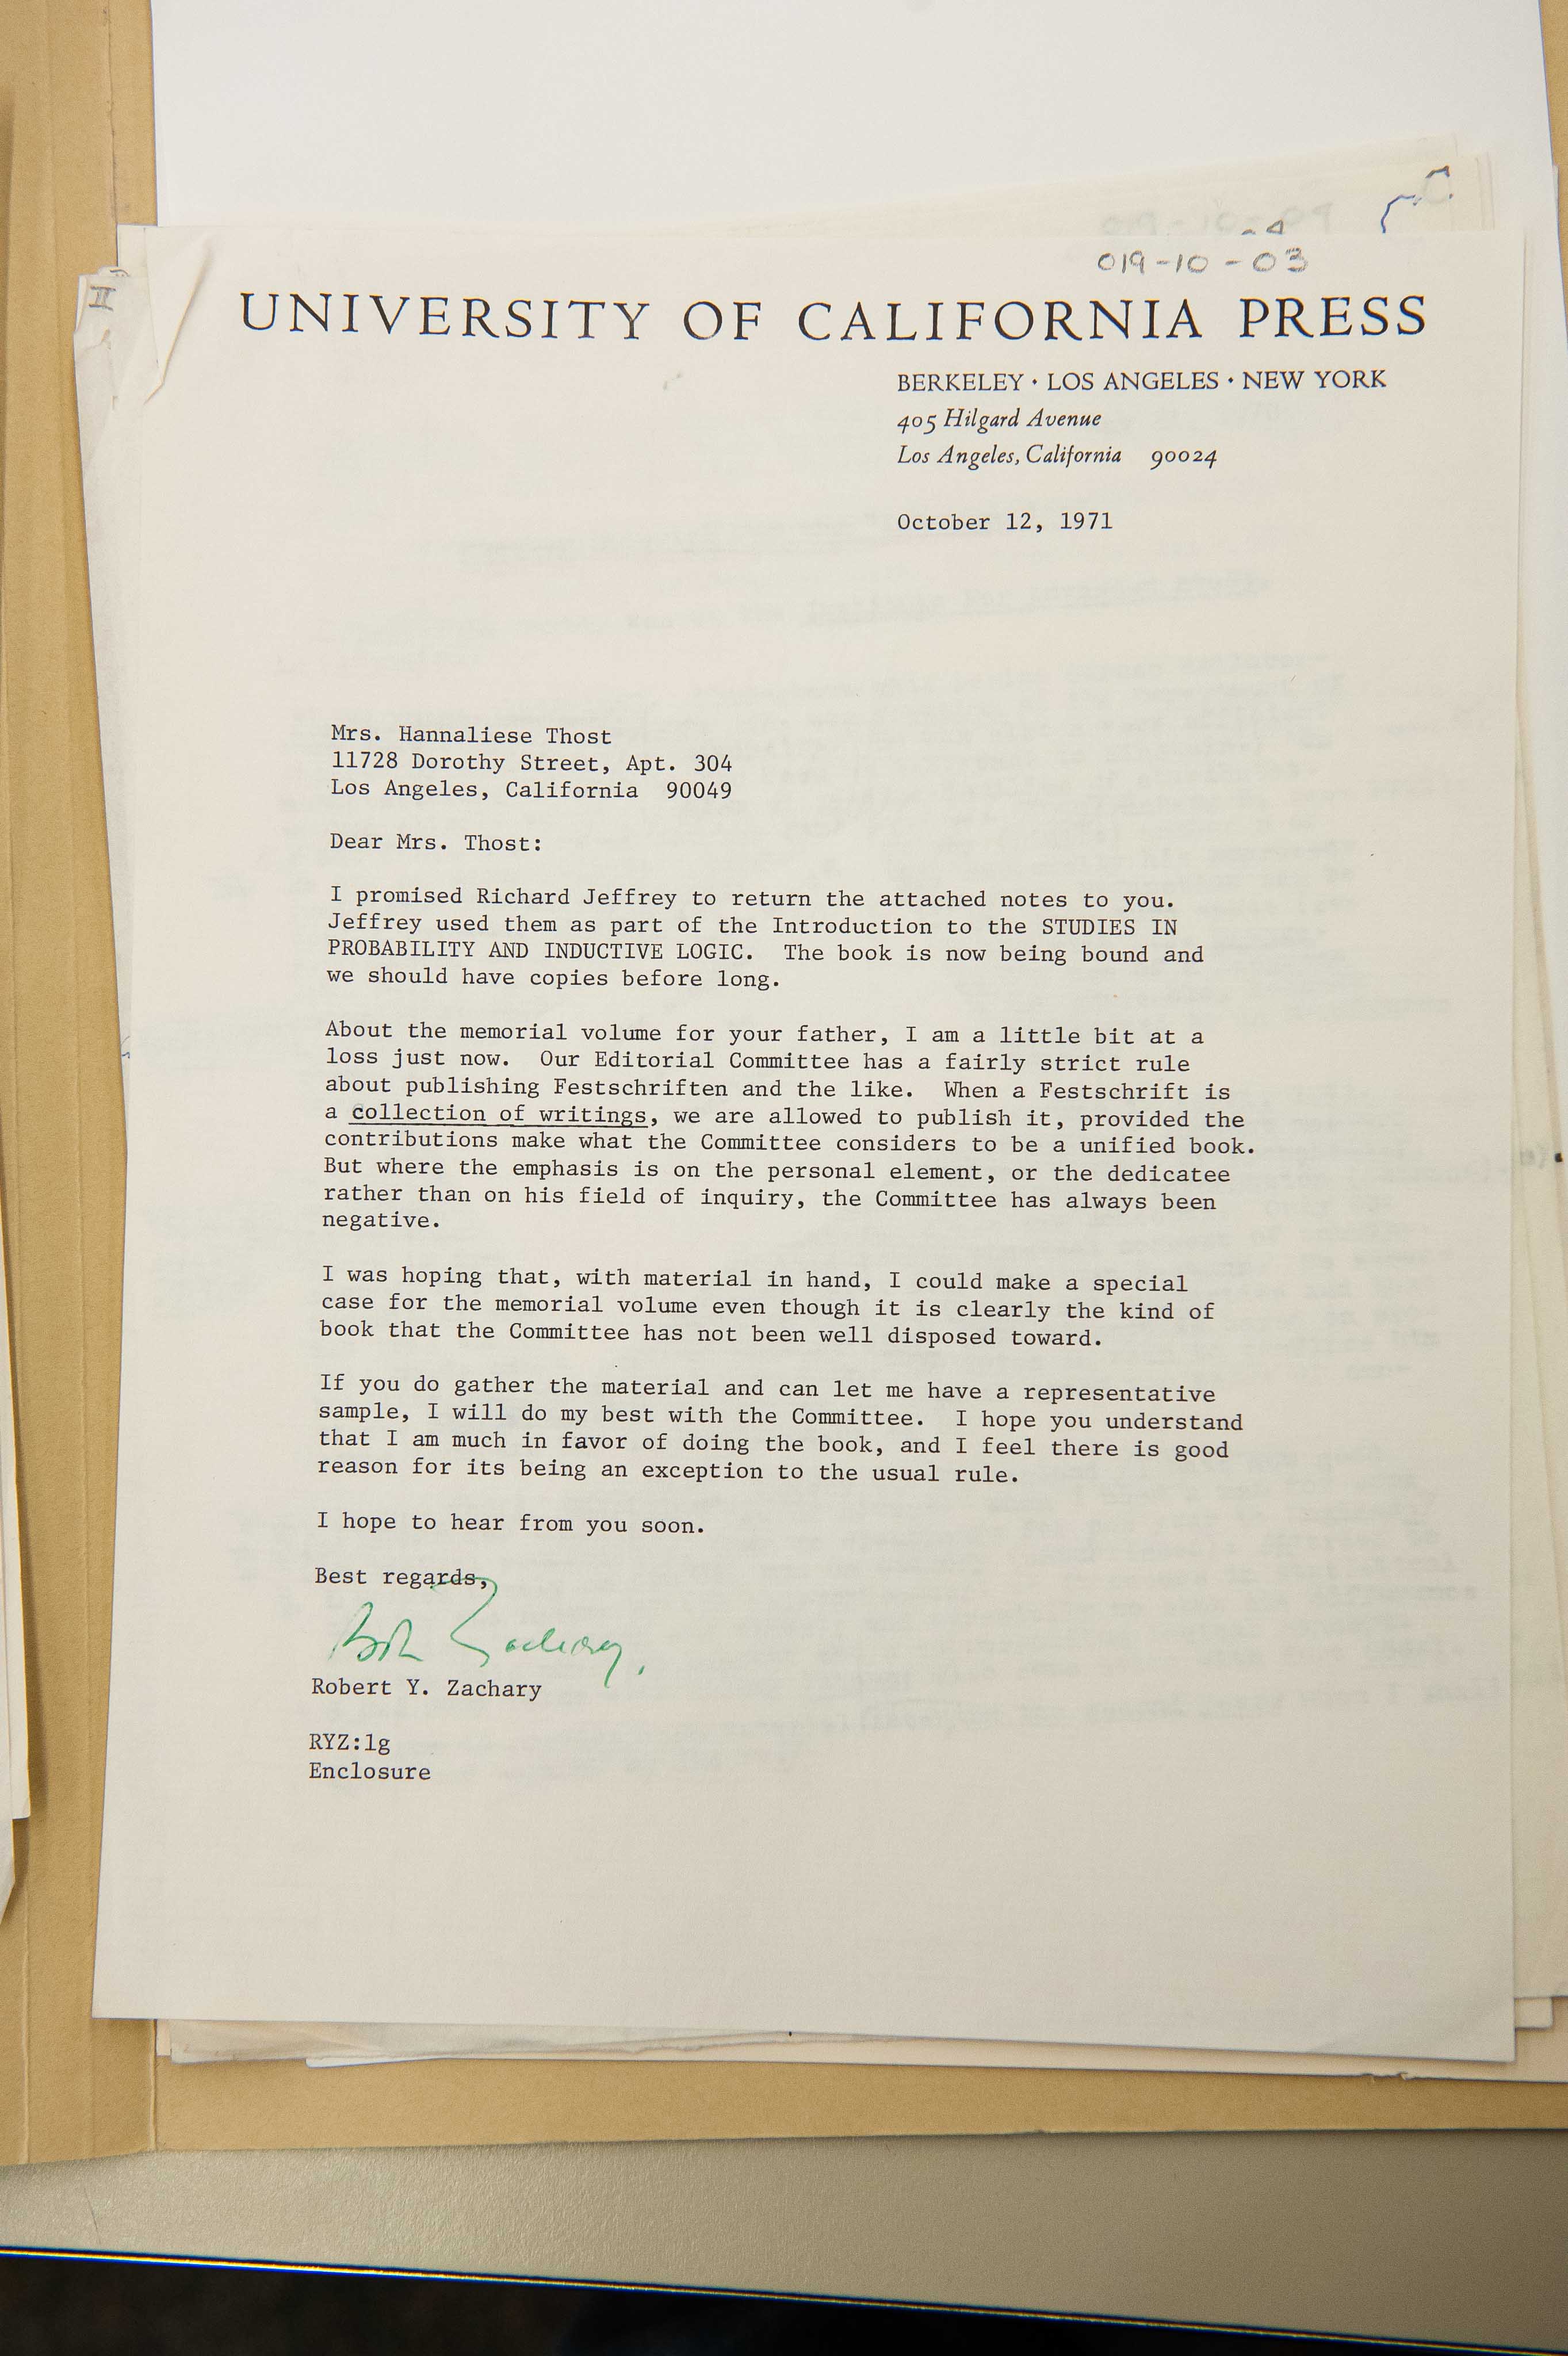 019-10-03
II
UNIVERSITY OF CALIFORNIA PRESS
BERKELEY • LOS ANGELES • NEW YORK
405 Hilgard Avenue
Los Angeles, California 90024
October 12, 1971
Mrs. Hannaliese Thost
11728 Dorothy Street, Apt. 304
Los Angeles, California 90049
Dear Mrs. Thost:
I promised Richard Jeffrey to return the attached notes to you.
Jeffrey used them as part of the Introduction to the STUDIES IN
PROBABILITY AND INDUCTIVE LOGIC. The book is now being bound and
we should have copies before long.
About the memorial volume for your father, I am a little bit at a
loss just now. Our Editorial Committee has a fairly strict rule
about publishing Festschriften and the like. When a Festschrift is
a collection of writings, we are allowed to publish it, provided the
contributions make what the Committee considers to be a unified book.
But where the emphasis is on the personal element, or the dedicatee
rather than on his field of inquiry, the Committee has always been
negative.
I was hoping that, with material in hand, I could make a special
case for the memorial volume even though it is clearly the kind of
book that the Committee has not been well disposed toward.
If you do gather the material and can let me have a representative
sample, I will do my best with the Committee. I hope you understand
that I am much in favor of doing the book, and I feel there is good
reason for its being an exception to the usual rule.
I hope to hear from you soon.
Best regards,
Bob Zachary.
Robert Y. Zachary
RYZ:lg
Enclosure